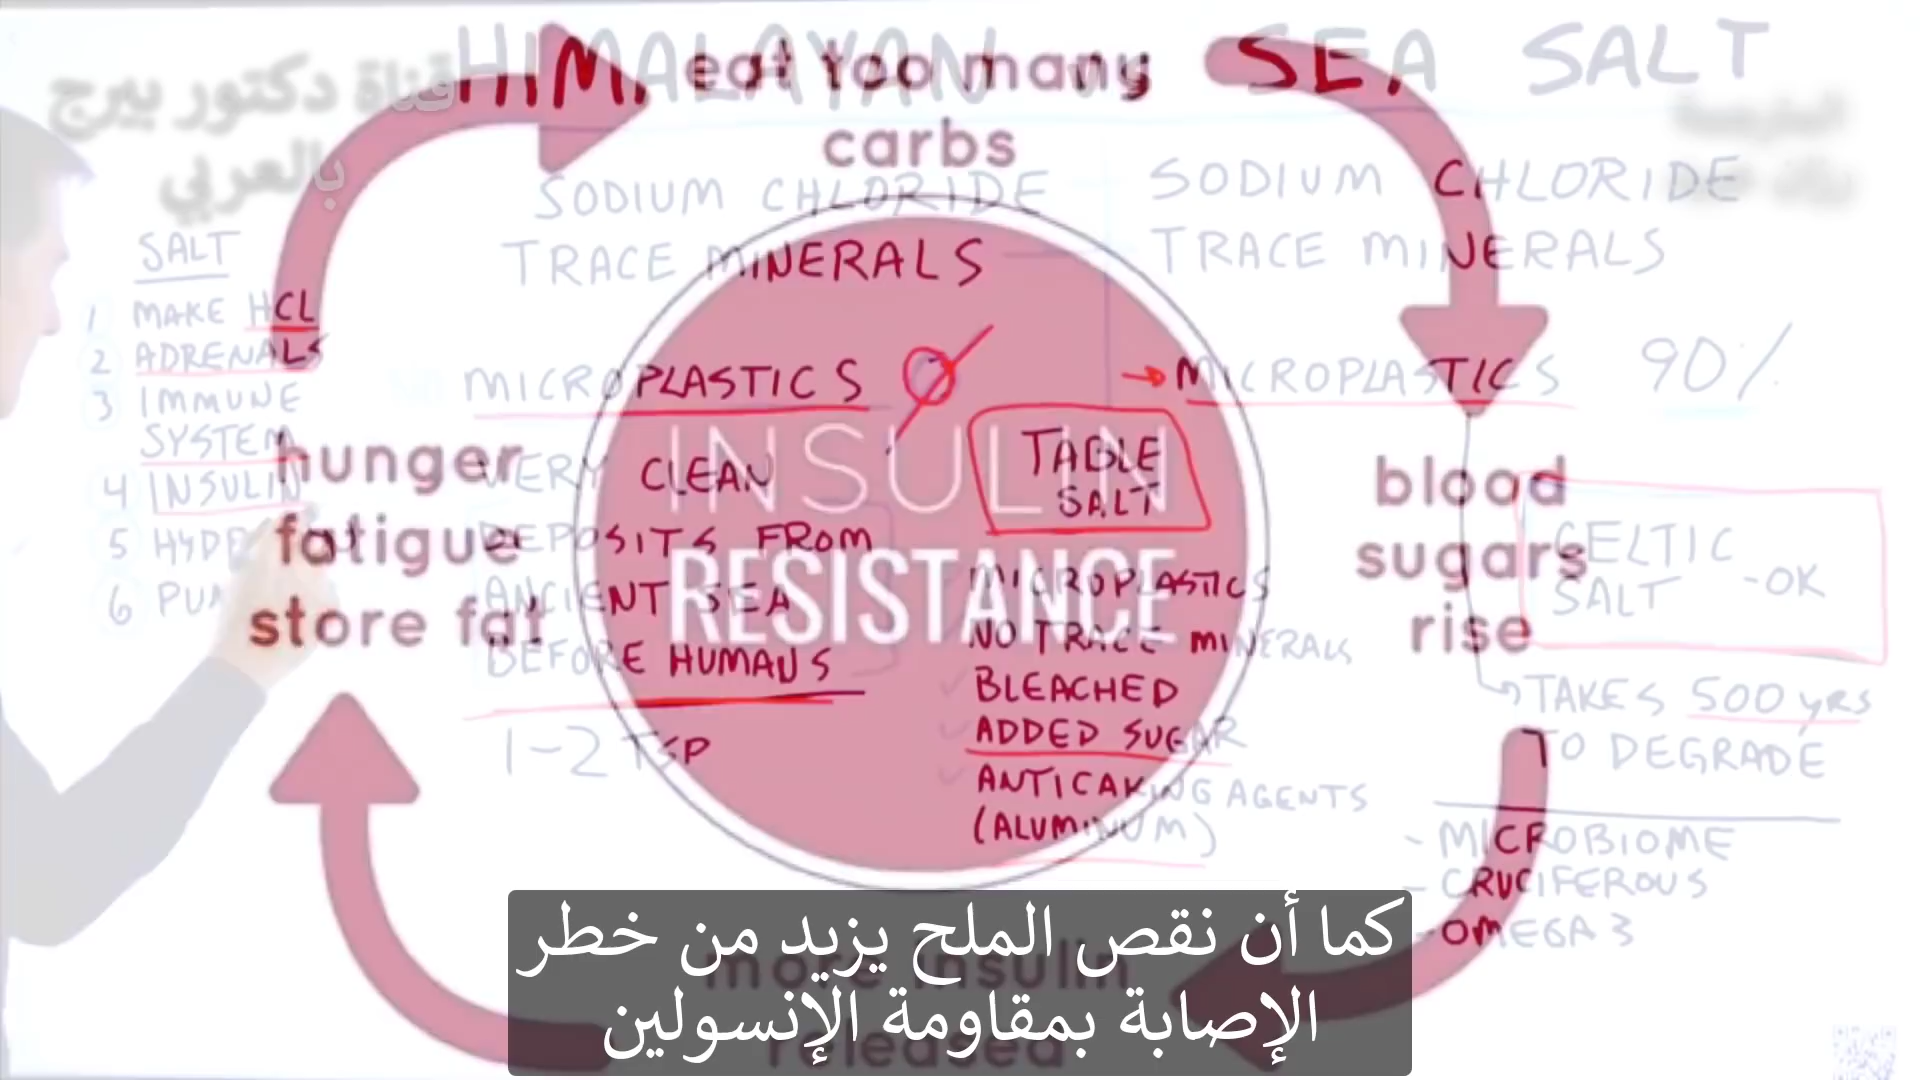 HIMALAYAN
SEA SALT
قناة دكتور بيرج
بالعربي
SALT
1 MAKE HCL
2 ADRENALS
3 IMMUNE
SYSTEM
4 INSULIN
5
6
SODIUM CHLORIDE
TRACE MINERALS
MICROPLASTICS
VERY CLEAN
DEPOSITS FROM
ANCIENT SEA
BEFORE HUMANS
1-2 TSP
TABLE
SALT
MICROPLASTICS
NO TRACE MINERALS
BLEACHED
ADDED SUGAR
ANTICAKING AGENTS
(ALUMINUM)
SODIUM CHLORIDE
TRACE MINERALS
→ MICROPLASTICS 90%
CELTIC
SALT -OK
TAKES 500 yrs
TO DEGRADE
- MICROBIOME
- CRUCIFEROUS
- OMEGA 3
eat too many
carbs
blood
sugars
rise
more insulin
released
hunger
fatigue
store fat
INSULIN
RESISTANCE
كما أن نقص الملح يزيد من خطر
الإصابة بمقاومة الإنسولين